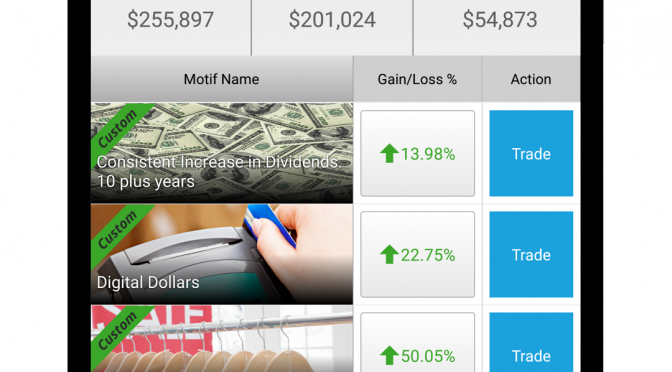 $255,897 $201,024 $54,873
Motif Name Gain/Loss % Action
Custom
Consistent Increase in Dividends.
10 plus years
13.98%
Trade
Custom
Digital Dollars
22.75%
Trade
Custom
50.05%
Trade